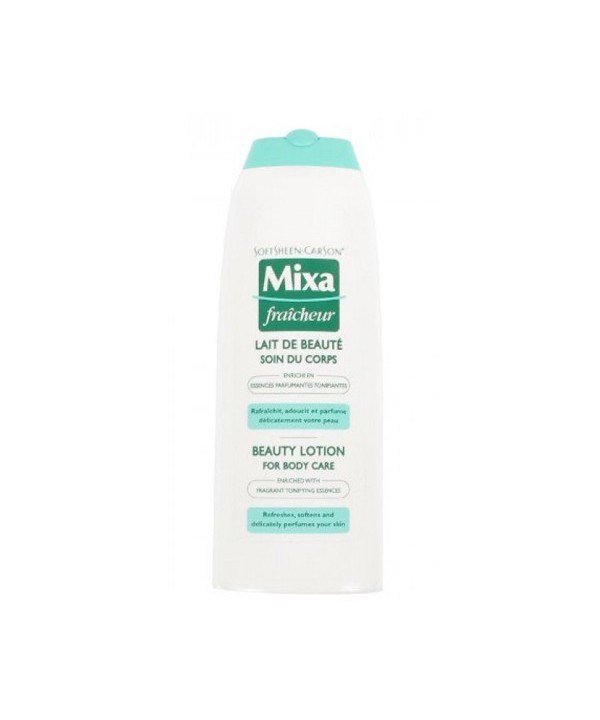 SOFTSHEEN-CARSON®
Mixa
fraîcheur
LAIT DE BEAUTÉ
SOIN DU CORPS
ENRICHI EN
ESSENCES PARFUMANTES TONIFIANTES
Rafraîchit, adoucit et parfume
délicatement votre peau
BEAUTY LOTION
FOR BODY CARE
ENRICHED WITH
FRAGRANT TONIFYING ESSENCES
Refreshes, softens and
delicately perfumes your skin